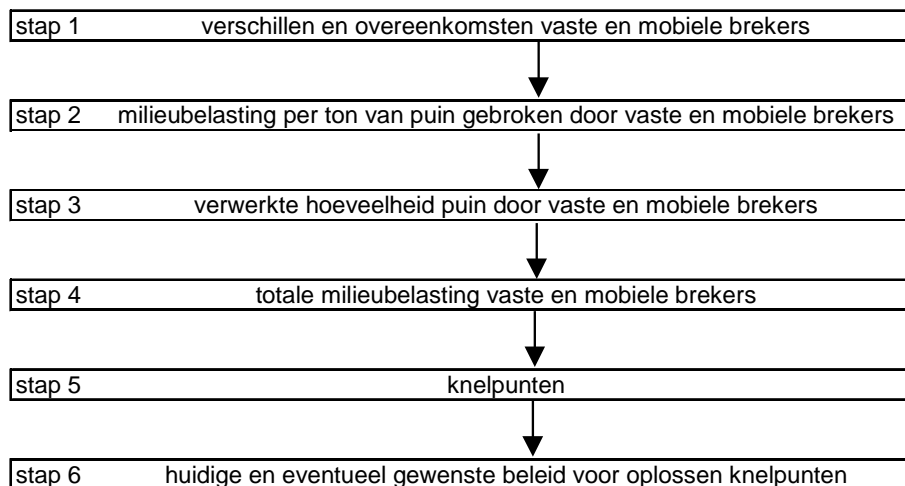 stap 1 verschillen en overeenkomsten vaste en mobiele brekers
stap 2 milieubelasting per ton van puin gebroken door vaste en mobiele brekers
stap 3 verwerkte hoeveelheid puin door vaste en mobiele brekers
stap 4 totale milieubelasting vaste en mobiele brekers
stap 5 knelpunten
stap 6 huidige en eventueel gewenste beleid voor oplossen knelpunten